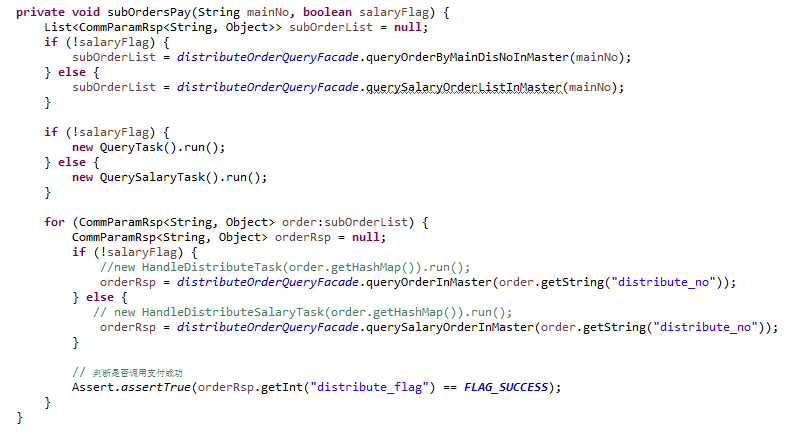 private void subOrdersPay(String mainNo, boolean salaryFlag) {
    List<CommParamRsp<String, Object>> subOrderList = null;
    if (!salaryFlag) {
        subOrderList = distributeOrderQueryFacade.queryOrderByMainDisNoInMaster(mainNo);
    } else {
        subOrderList = distributeOrderQueryFacade.querySalaryOrderListInMaster(mainNo);
    }

    if (!salaryFlag) {
        new QueryTask().run();
    } else {
        new QuerySalaryTask().run();
    }

    for (CommParamRsp<String, Object> order:subOrderList) {
        CommParamRsp<String, Object> orderRsp = null;
        if (!salaryFlag) {
            //new HandleDistributeTask(order.getHashMap()).run();
            orderRsp = distributeOrderQueryFacade.queryOrderInMaster(order.getString("distribute_no"));
        } else {
           // new HandleDistributeSalaryTask(order.getHashMap()).run();
            orderRsp = distributeOrderQueryFacade.querySalaryOrderInMaster(order.getString("distribute_no"));
        }

        // 判断是否调用支付成功
        Assert.assertTrue(orderRsp.getInt("distribute_flag") == FLAG_SUCCESS);
    }
}